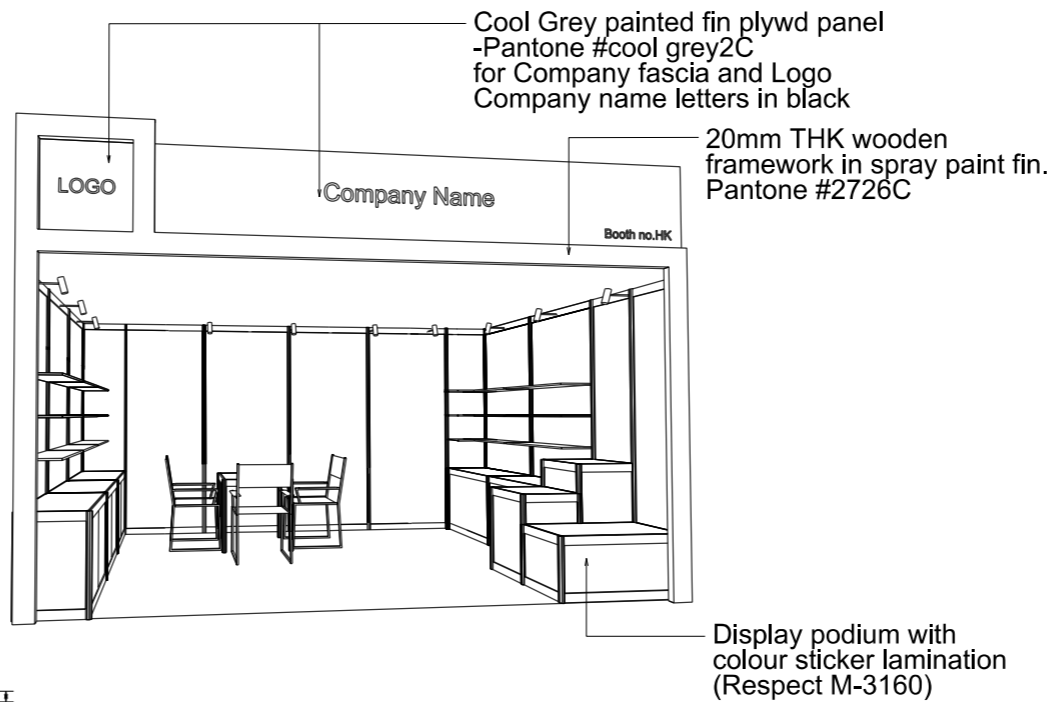 Cool Grey painted fin plywd panel
-Pantone #cool grey2C
for Company fascia and Logo
Company name letters in black
20mm THK wooden
framework in spray paint fin.
Pantone #2726C
LOGO
Company Name
Booth no.HK
Display podium with
colour sticker lamination
(Respect M-3160)